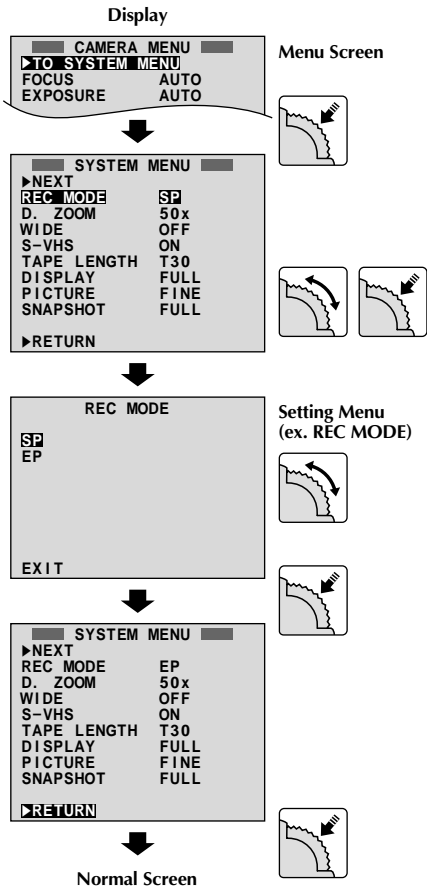 Display
CAMERA MENU
▶TO SYSTEM MENU
FOCUS AUTO
EXPOSURE AUTO
Menu Screen
SYSTEM MENU
▶NEXT
REC MODE SP
D. ZOOM 50x
WIDE OFF
S–VHS ON
TAPE LENGTH T30
DISPLAY FULL
PICTURE FINE
SNAPSHOT FULL
▶RETURN
REC MODE
SP
EP
EXIT
Setting Menu
(ex. REC MODE)
SYSTEM MENU
▶NEXT
REC MODE EP
D. ZOOM 50x
WIDE OFF
S–VHS ON
TAPE LENGTH T30
DISPLAY FULL
PICTURE FINE
SNAPSHOT FULL
▶RETURN
Normal Screen